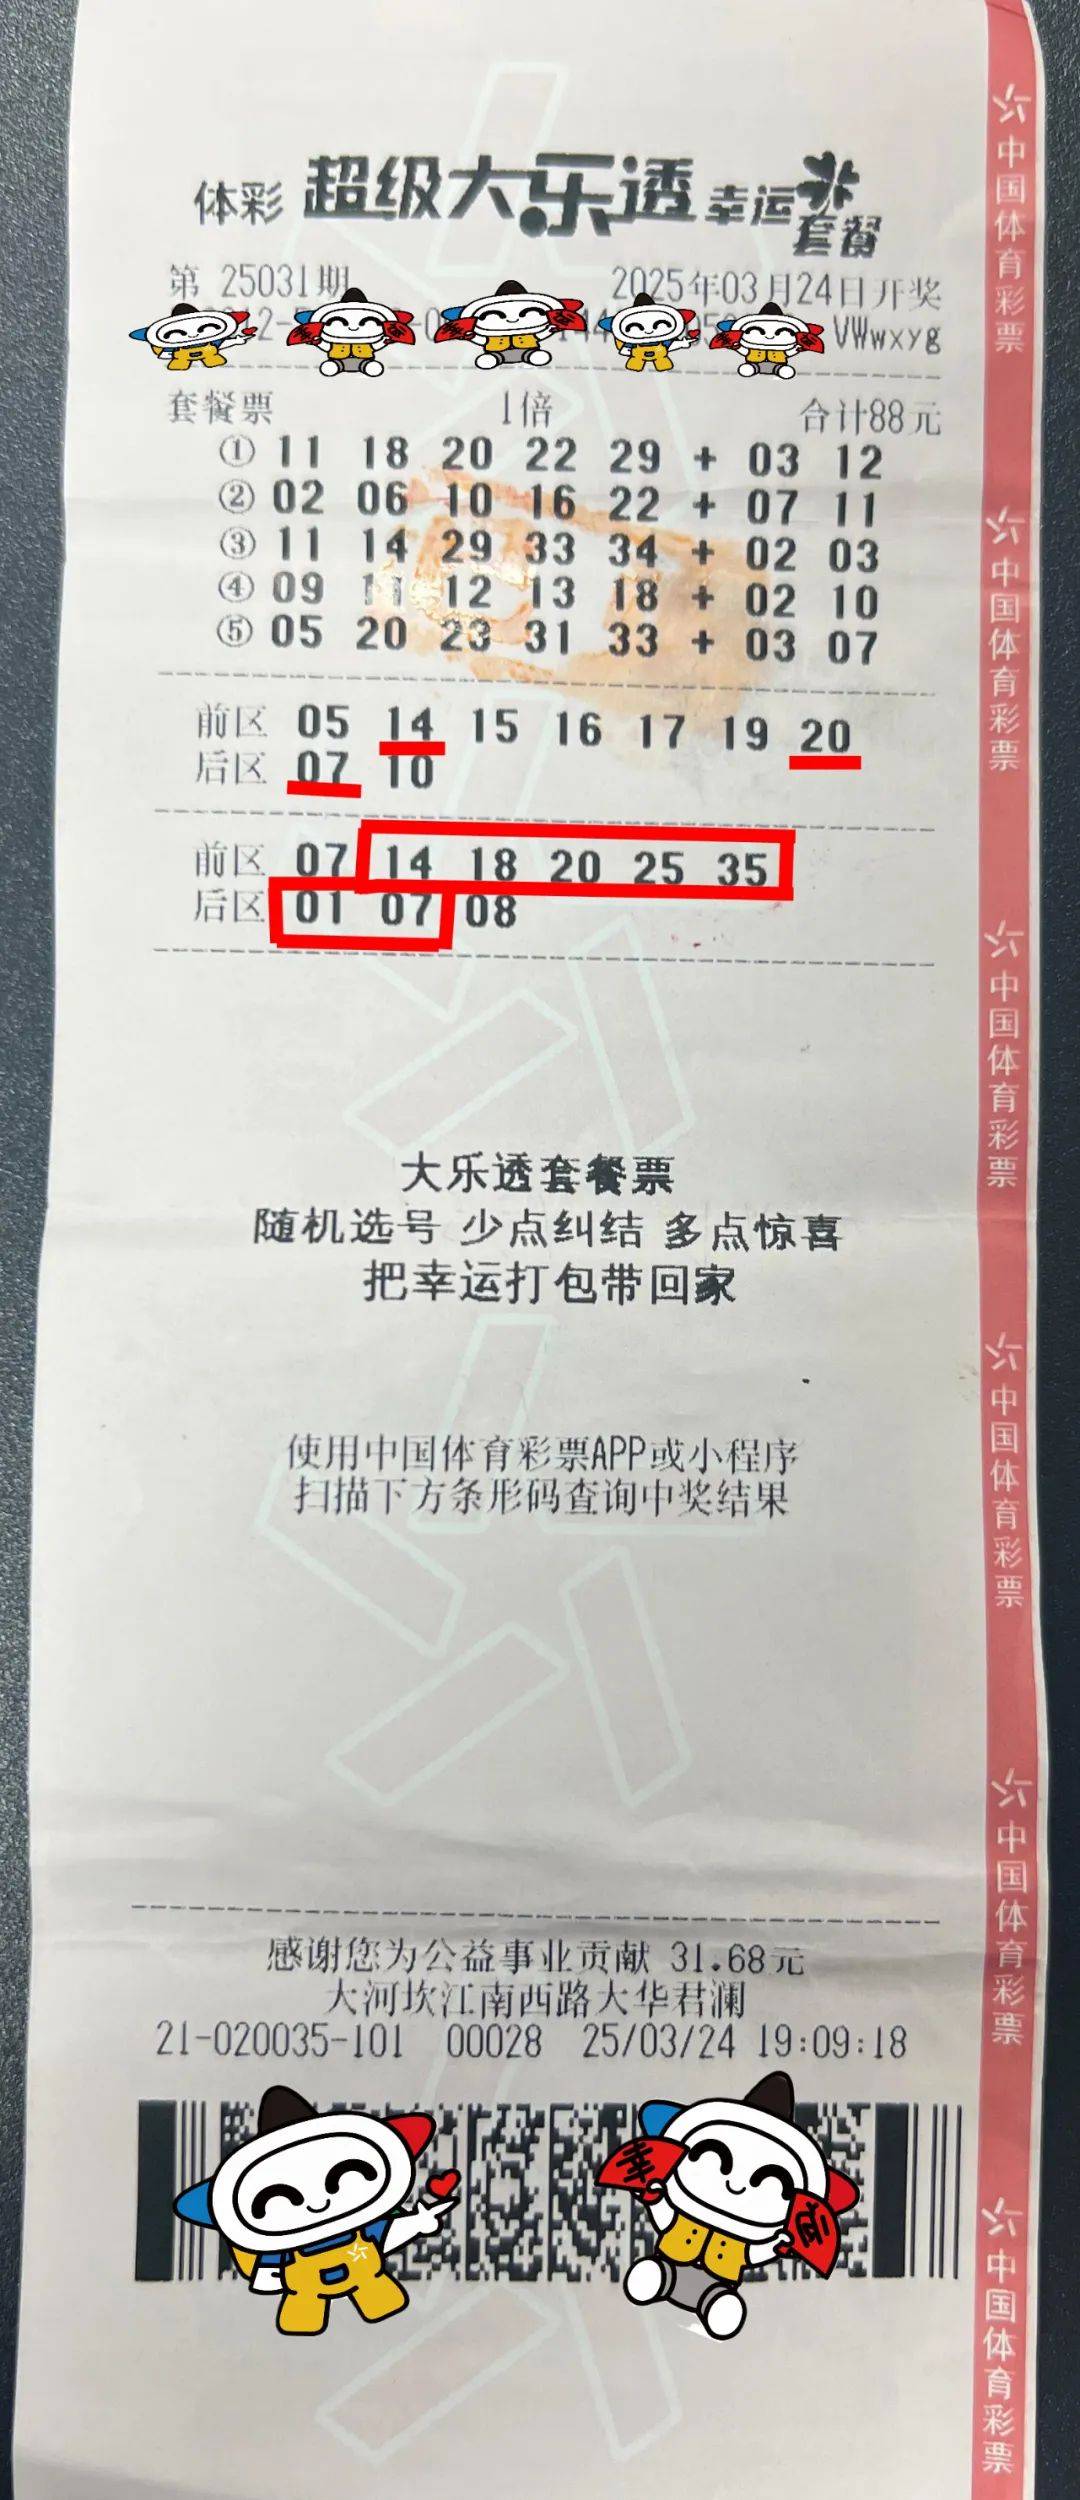 体彩 超级大乐透 幸运套餐
第 25031期 2025年03月24日开奖
VWwxyg
套餐票 1倍 合计88元
① 11 18 20 22 29 + 03 12
② 02 06 10 16 22 + 07 11
③ 11 14 29 33 34 + 02 03
④ 09 11 12 13 18 + 02 10
⑤ 05 20 23 31 33 + 03 07
前区 05 14 15 16 17 19 20
后区 07 10
前区 07 14 18 20 25 35
后区 01 07 08
大乐透套餐票
随机选号 少点纠结 多点惊喜
把幸运打包带回家
使用中国体育彩票APP或小程序
扫描下方条形码查询中奖结果
感谢您为公益事业贡献 31.68元
大河坎江南西路大华君澜
21-020035-101 00028 25/03/24 19:09:18
幸 运
中国体育彩票
中国体育彩票
中国体育彩票
中国体育彩票
中国体育彩票
中国体育彩票